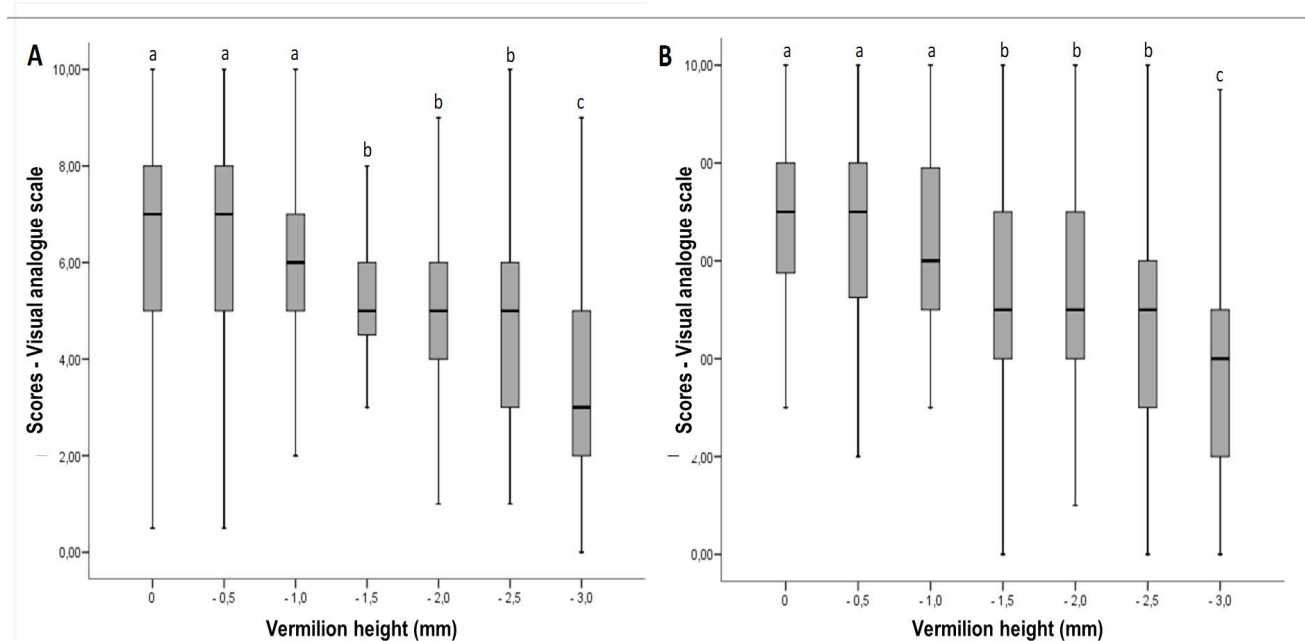 A
a a a b b b c
Scores - Visual analogue scale
10,00
8,00
6,00
4,00
2,00
0,00
0 - 0,5 - 1,0 - 1,5 - 2,0 - 2,5 - 3,0
Vermilion height (mm)
B
a a a b b b c
Scores - Visual analogue scale
10,00
00
00
00
2,00
0,00
0 - 0,5 - 1,0 - 1,5 - 2,0 - 2,5 - 3,0
Vermilion height (mm)